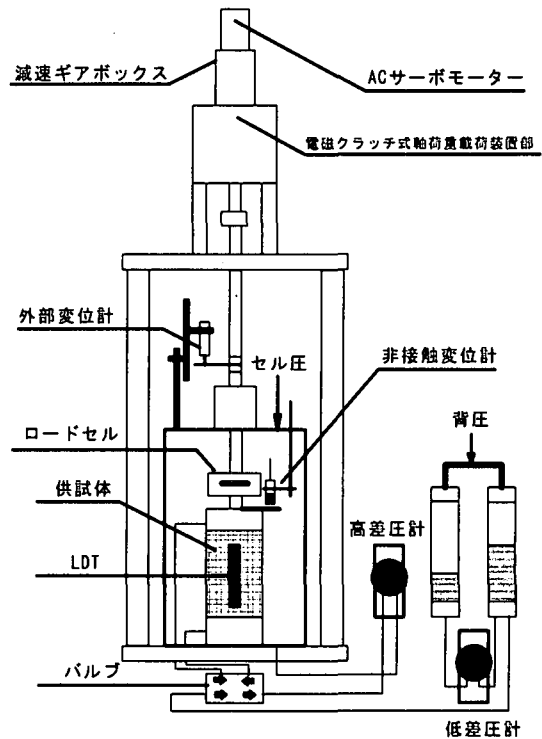 減速ギアボックス
ACサーボモーター
電磁クラッチ式軸荷重載荷装置部
外部変位計
セル圧
非接触変位計
ロードセル
背圧
供試体
高差圧計
LDT
バルブ
低差圧計